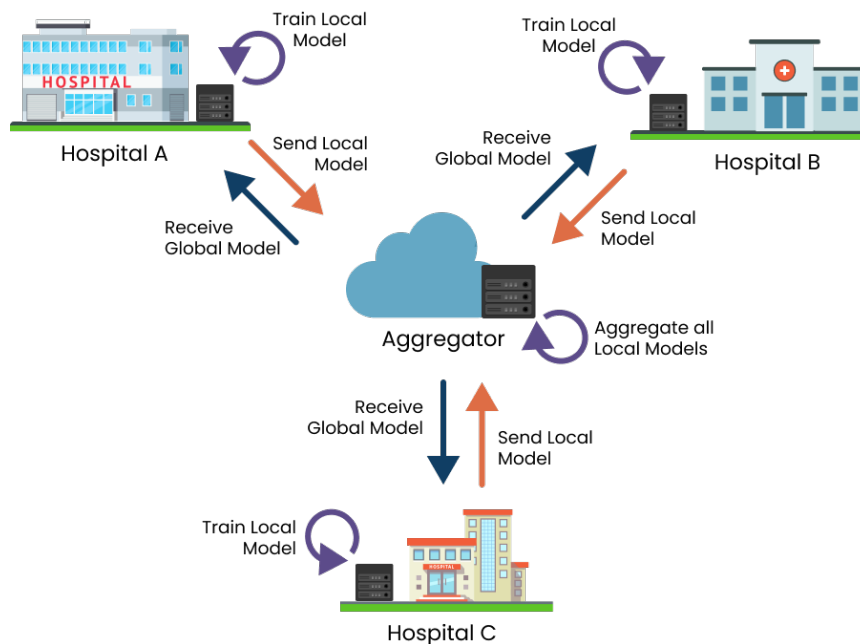 Train Local
Model
HOSPITAL
Hospital A
Send Local
Model
Receive
Global Model
Train Local
Model
Hospital B
Receive
Global Model
Send Local
Model
Aggregator
Aggregate all
Local Models
Receive
Global Model
Send Local
Model
Train Local
Model
HOSPITAL
Hospital C